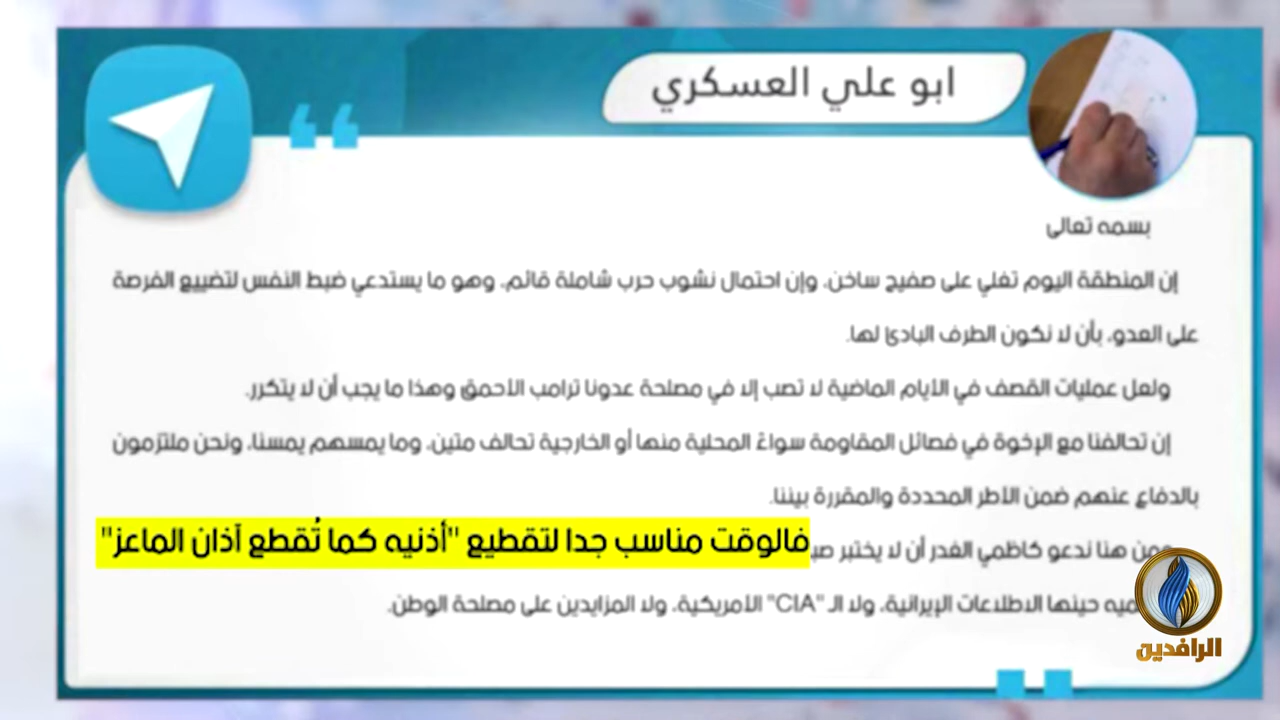 ابو علي العسكري
بسمه تعالى
إن المنطقة اليوم تغلي على صفيح ساخن، وإن احتمال نشوب حرب شاملة قائم، وهو ما يستدعي ضبط النفس لتضييع الفرصة
على العدو، بأن لا نكون الطرف البادئ لها.
ولعل عمليات القصف في الأيام الماضية لا تصب إلا في مصلحة عدونا ترامب الأحمق وهذا ما يجب أن لا يتكرر.
إن تحالفنا مع الإخوة في فصائل المقاومة سواءً المحلية منها أو الخارجية تحالف متين، وما يمسهم يمسنا، ونحن ملتزمون
بالدفاع عنهم ضمن الأطر المحددة والمقررة بيننا.
ومن هنا ندعو كاظمي الغدر أن لا يختبر فالوقت مناسب جدا لتقطيع "أذنيه كما تُقطع آذان الماعز"
حينها الاطلاعات الإيرانية، ولا الـ "CIA" الأمريكية، ولا المزايدين على مصلحة الوطن.
الرافدين